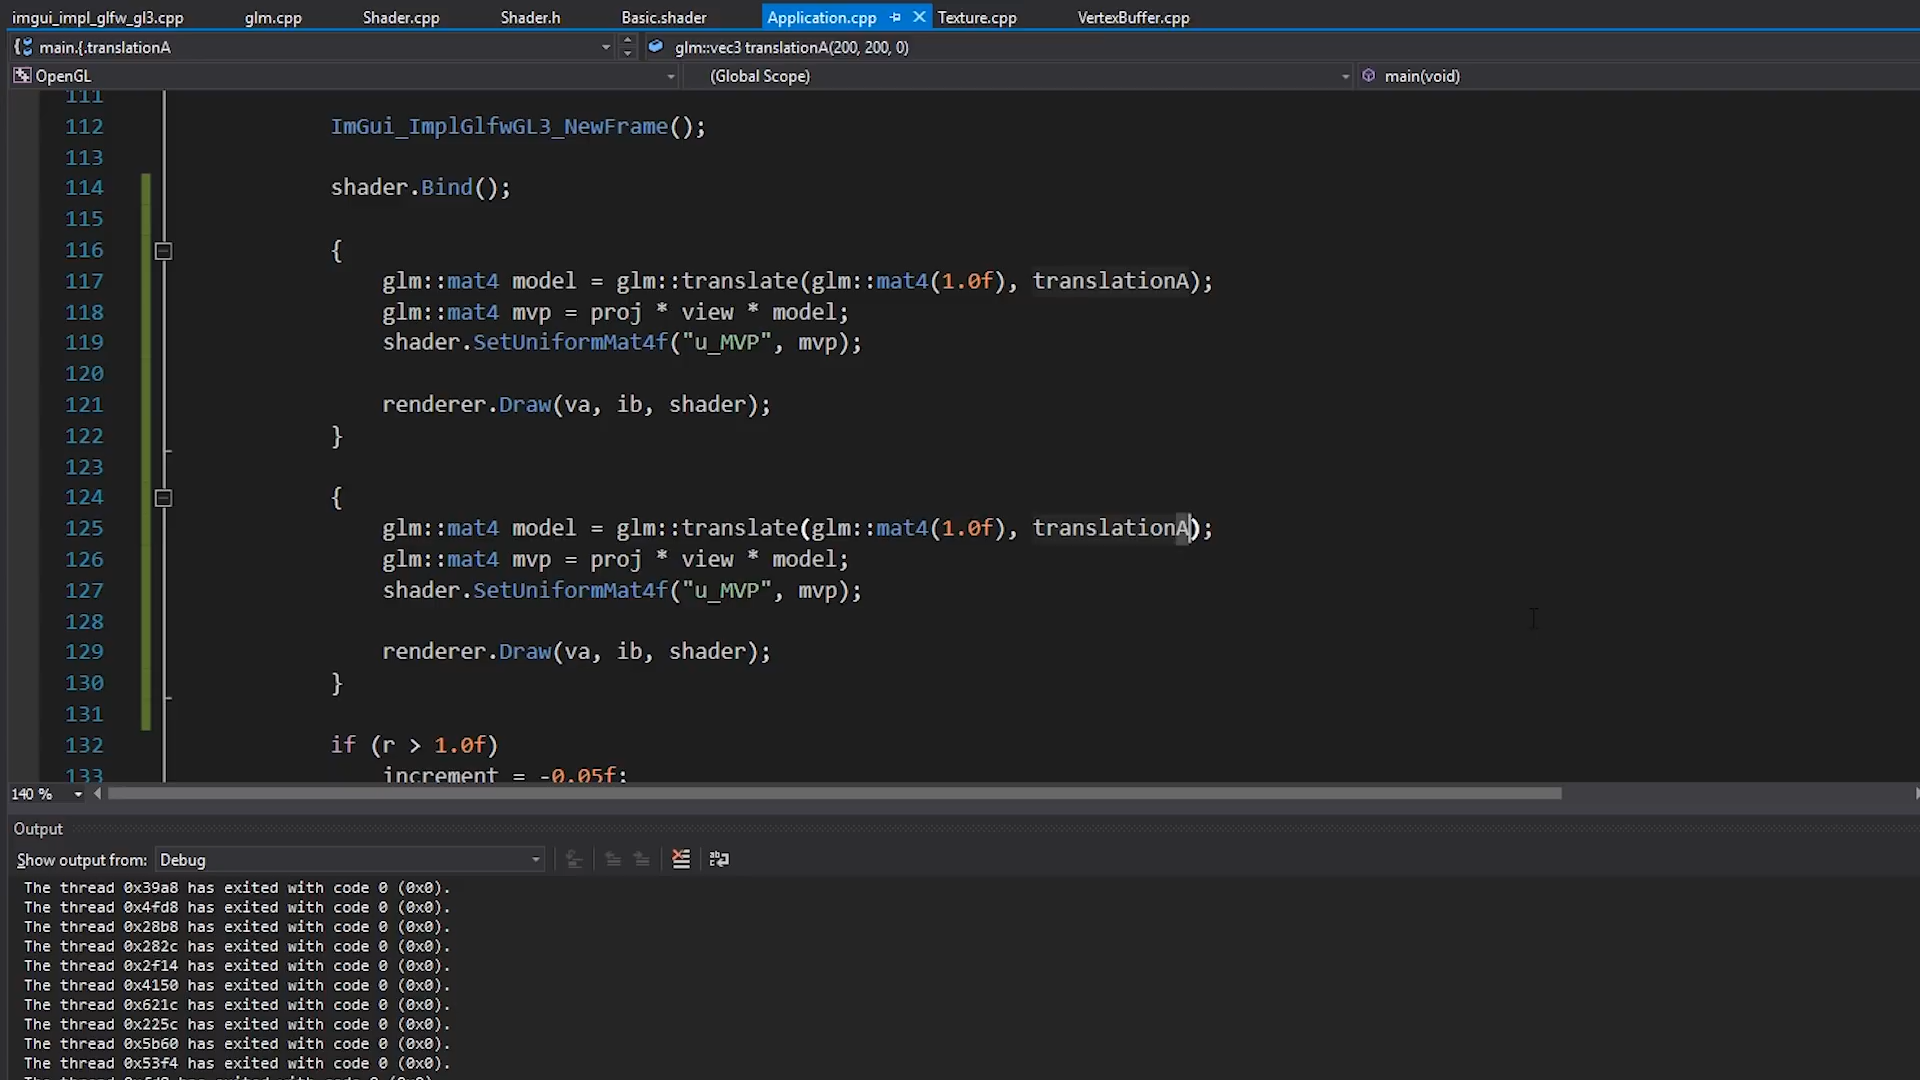 imgui_impl_glfw_gl3.cpp glm.cpp Shader.cpp Shader.h Basic.shader Application.cpp Texture.cpp VertexBuffer.cpp
main.{.translationA glm::vec3 translationA(200, 200, 0)
OpenGL (Global Scope) main(void)
111
112 ImGui_ImplGlfwGL3_NewFrame();
113
114 shader.Bind();
115
116 {
117 glm::mat4 model = glm::translate(glm::mat4(1.0f), translationA);
118 glm::mat4 mvp = proj * view * model;
119 shader.SetUniformMat4f("u_MVP", mvp);
120
121 renderer.Draw(va, ib, shader);
122 }
123
124 {
125 glm::mat4 model = glm::translate(glm::mat4(1.0f), translationA);
126 glm::mat4 mvp = proj * view * model;
127 shader.SetUniformMat4f("u_MVP", mvp);
128
129 renderer.Draw(va, ib, shader);
130 }
131
132 if (r > 1.0f)
133 increment = -0.05f;
140 %
Output
Show output from: Debug
The thread 0x39a8 has exited with code 0 (0x0).
The thread 0x4fd8 has exited with code 0 (0x0).
The thread 0x28b8 has exited with code 0 (0x0).
The thread 0x282c has exited with code 0 (0x0).
The thread 0x2f14 has exited with code 0 (0x0).
The thread 0x4150 has exited with code 0 (0x0).
The thread 0x621c has exited with code 0 (0x0).
The thread 0x225c has exited with code 0 (0x0).
The thread 0x5b60 has exited with code 0 (0x0).
The thread 0x53f4 has exited with code 0 (0x0).